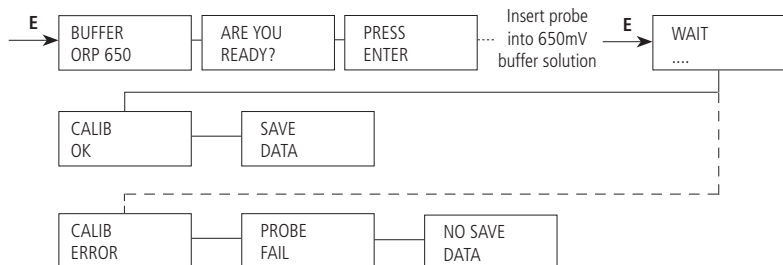 E
BUFFER
ORP 650
ARE YOU
READY?
PRESS
ENTER
Insert probe
into 650mV
buffer solution
E
WAIT
....
CALIB
OK
SAVE
DATA
CALIB
ERROR
PROBE
FAIL
NO SAVE
DATA